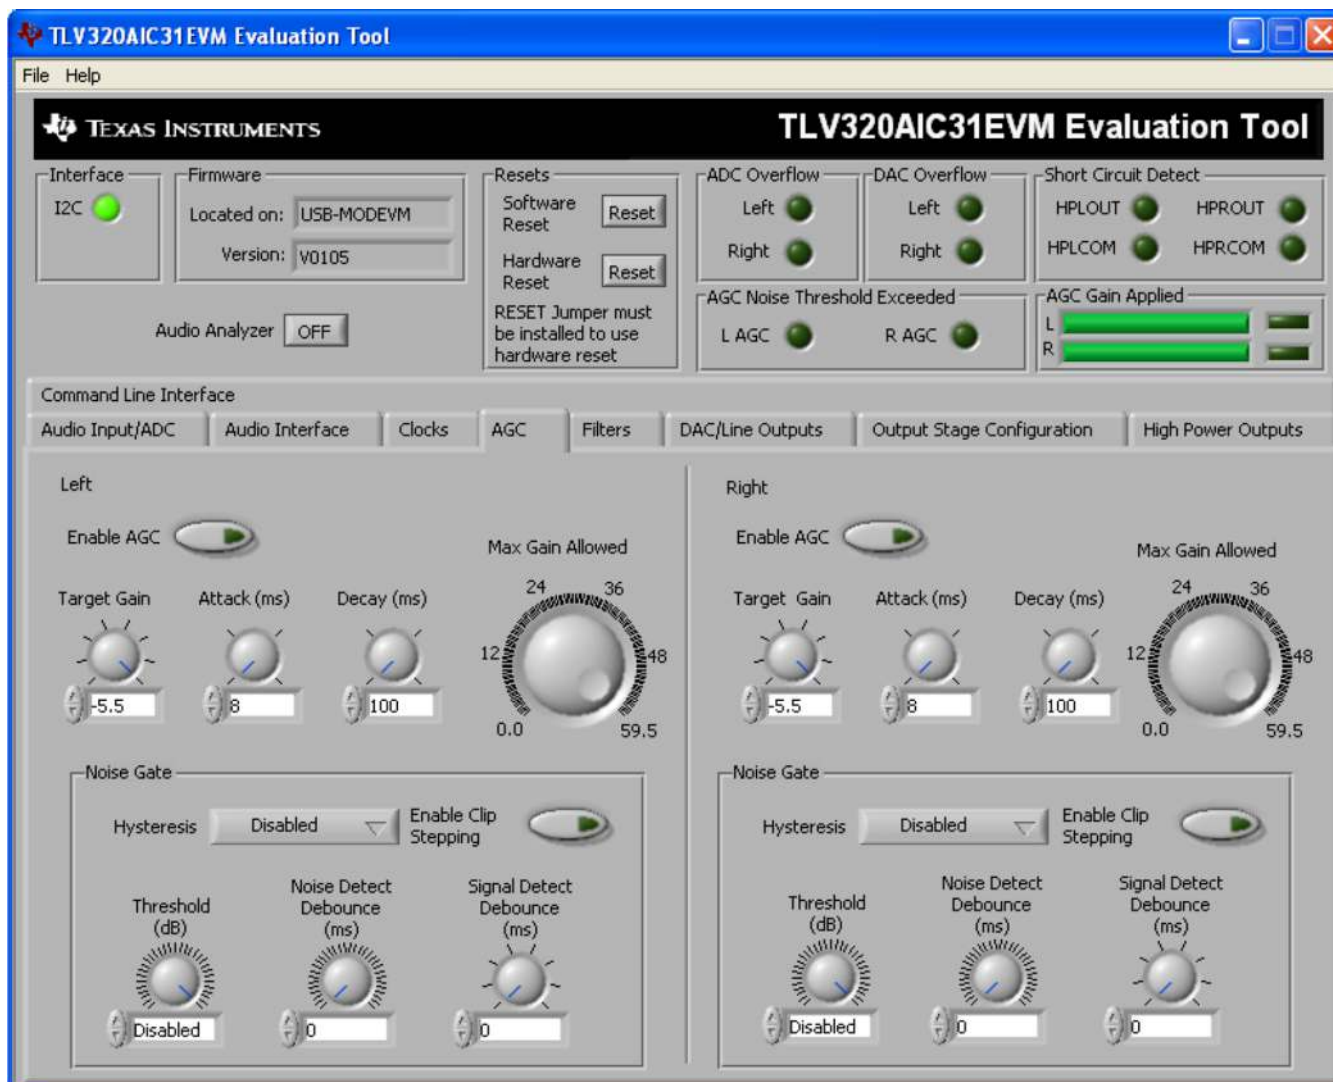 TLV320AIC31EVM Evaluation Tool
File Help
TEXAS INSTRUMENTS
TLV320AIC31EVM Evaluation Tool
Interface
I2C
Firmware
Located on: USB-MODEVM
Version: V0105
Audio Analyzer OFF
Resets
Software Reset Reset
Hardware Reset Reset
RESET Jumper must
be installed to use
hardware reset
ADC Overflow
Left
Right
DAC Overflow
Left
Right
Short Circuit Detect
HPLOUT HPROUT
HPLCOM HPRCOM
AGC Noise Threshold Exceeded
L AGC R AGC
AGC Gain Applied
L
R
Command Line Interface
Audio Input/ADC Audio Interface Clocks AGC Filters DAC/Line Outputs Output Stage Configuration High Power Outputs
Left
Enable AGC
Target Gain Attack (ms) Decay (ms)
-5.5 8 100
Max Gain Allowed
24 36
12 48
0.0 59.5
Noise Gate
Hysteresis Disabled Enable Clip
Stepping
Threshold
(dB)
Disabled
Noise Detect
Debounce
(ms)
0
Signal Detect
Debounce
(ms)
0
Right
Enable AGC
Target Gain Attack (ms) Decay (ms)
-5.5 8 100
Max Gain Allowed
24 36
12 48
0.0 59.5
Noise Gate
Hysteresis Disabled Enable Clip
Stepping
Threshold
(dB)
Disabled
Noise Detect
Debounce
(ms)
0
Signal Detect
Debounce
(ms)
0